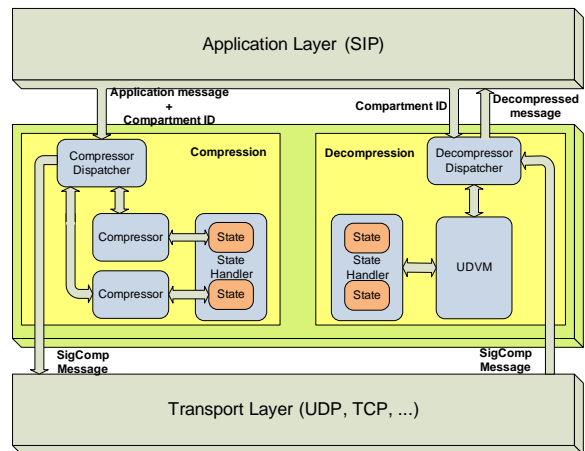 Application Layer (SIP)
Application message
+
Compartment ID
Compartment ID
Decompressed
message
Compression
Compressor
Dispatcher
Compressor
Compressor
State
State
Handler
State
Decompression
Decompressor
Dispatcher
State
State
Handler
State
UDVM
SigComp
Message
SigComp
Message
Transport Layer (UDP, TCP, ...)